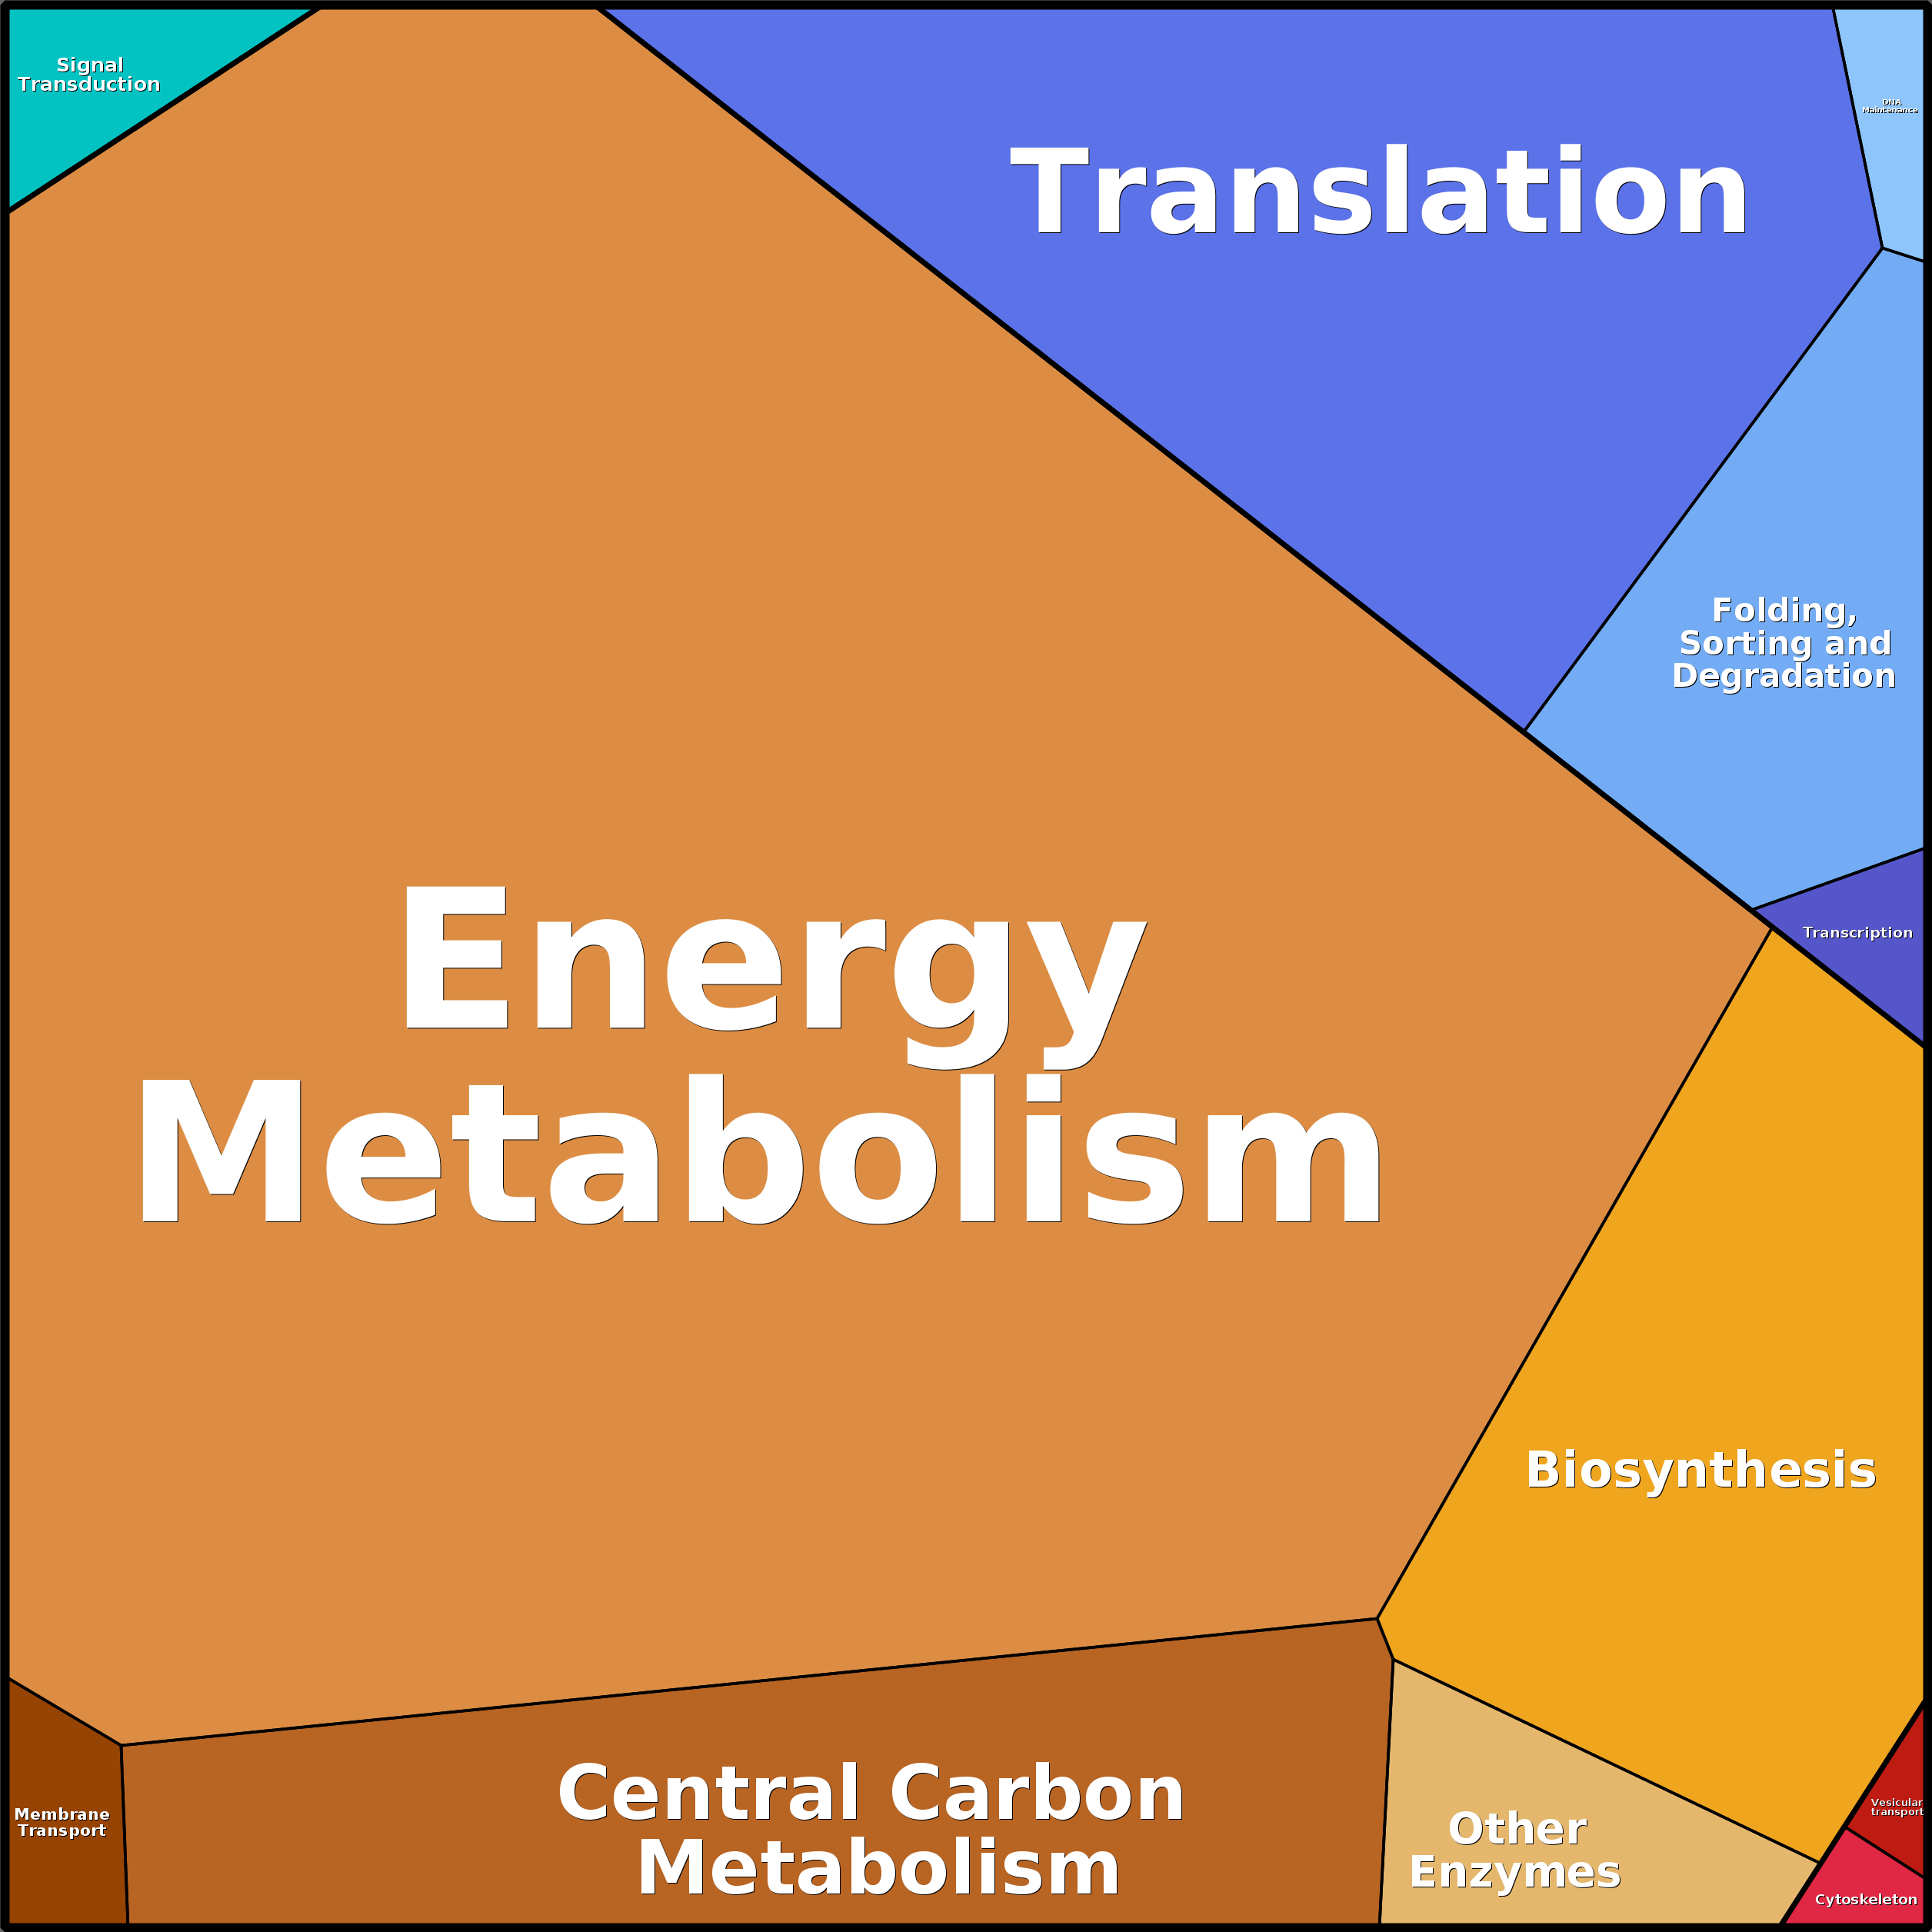 Signal
Transduction
Translation
DNA
Maintenance
Folding,
Sorting and
Degradation
Transcription
Energy
Metabolism
Biosynthesis
Central Carbon
Metabolism
Membrane
Transport
Other
Enzymes
Vesicular
transport
Cytoskeleton